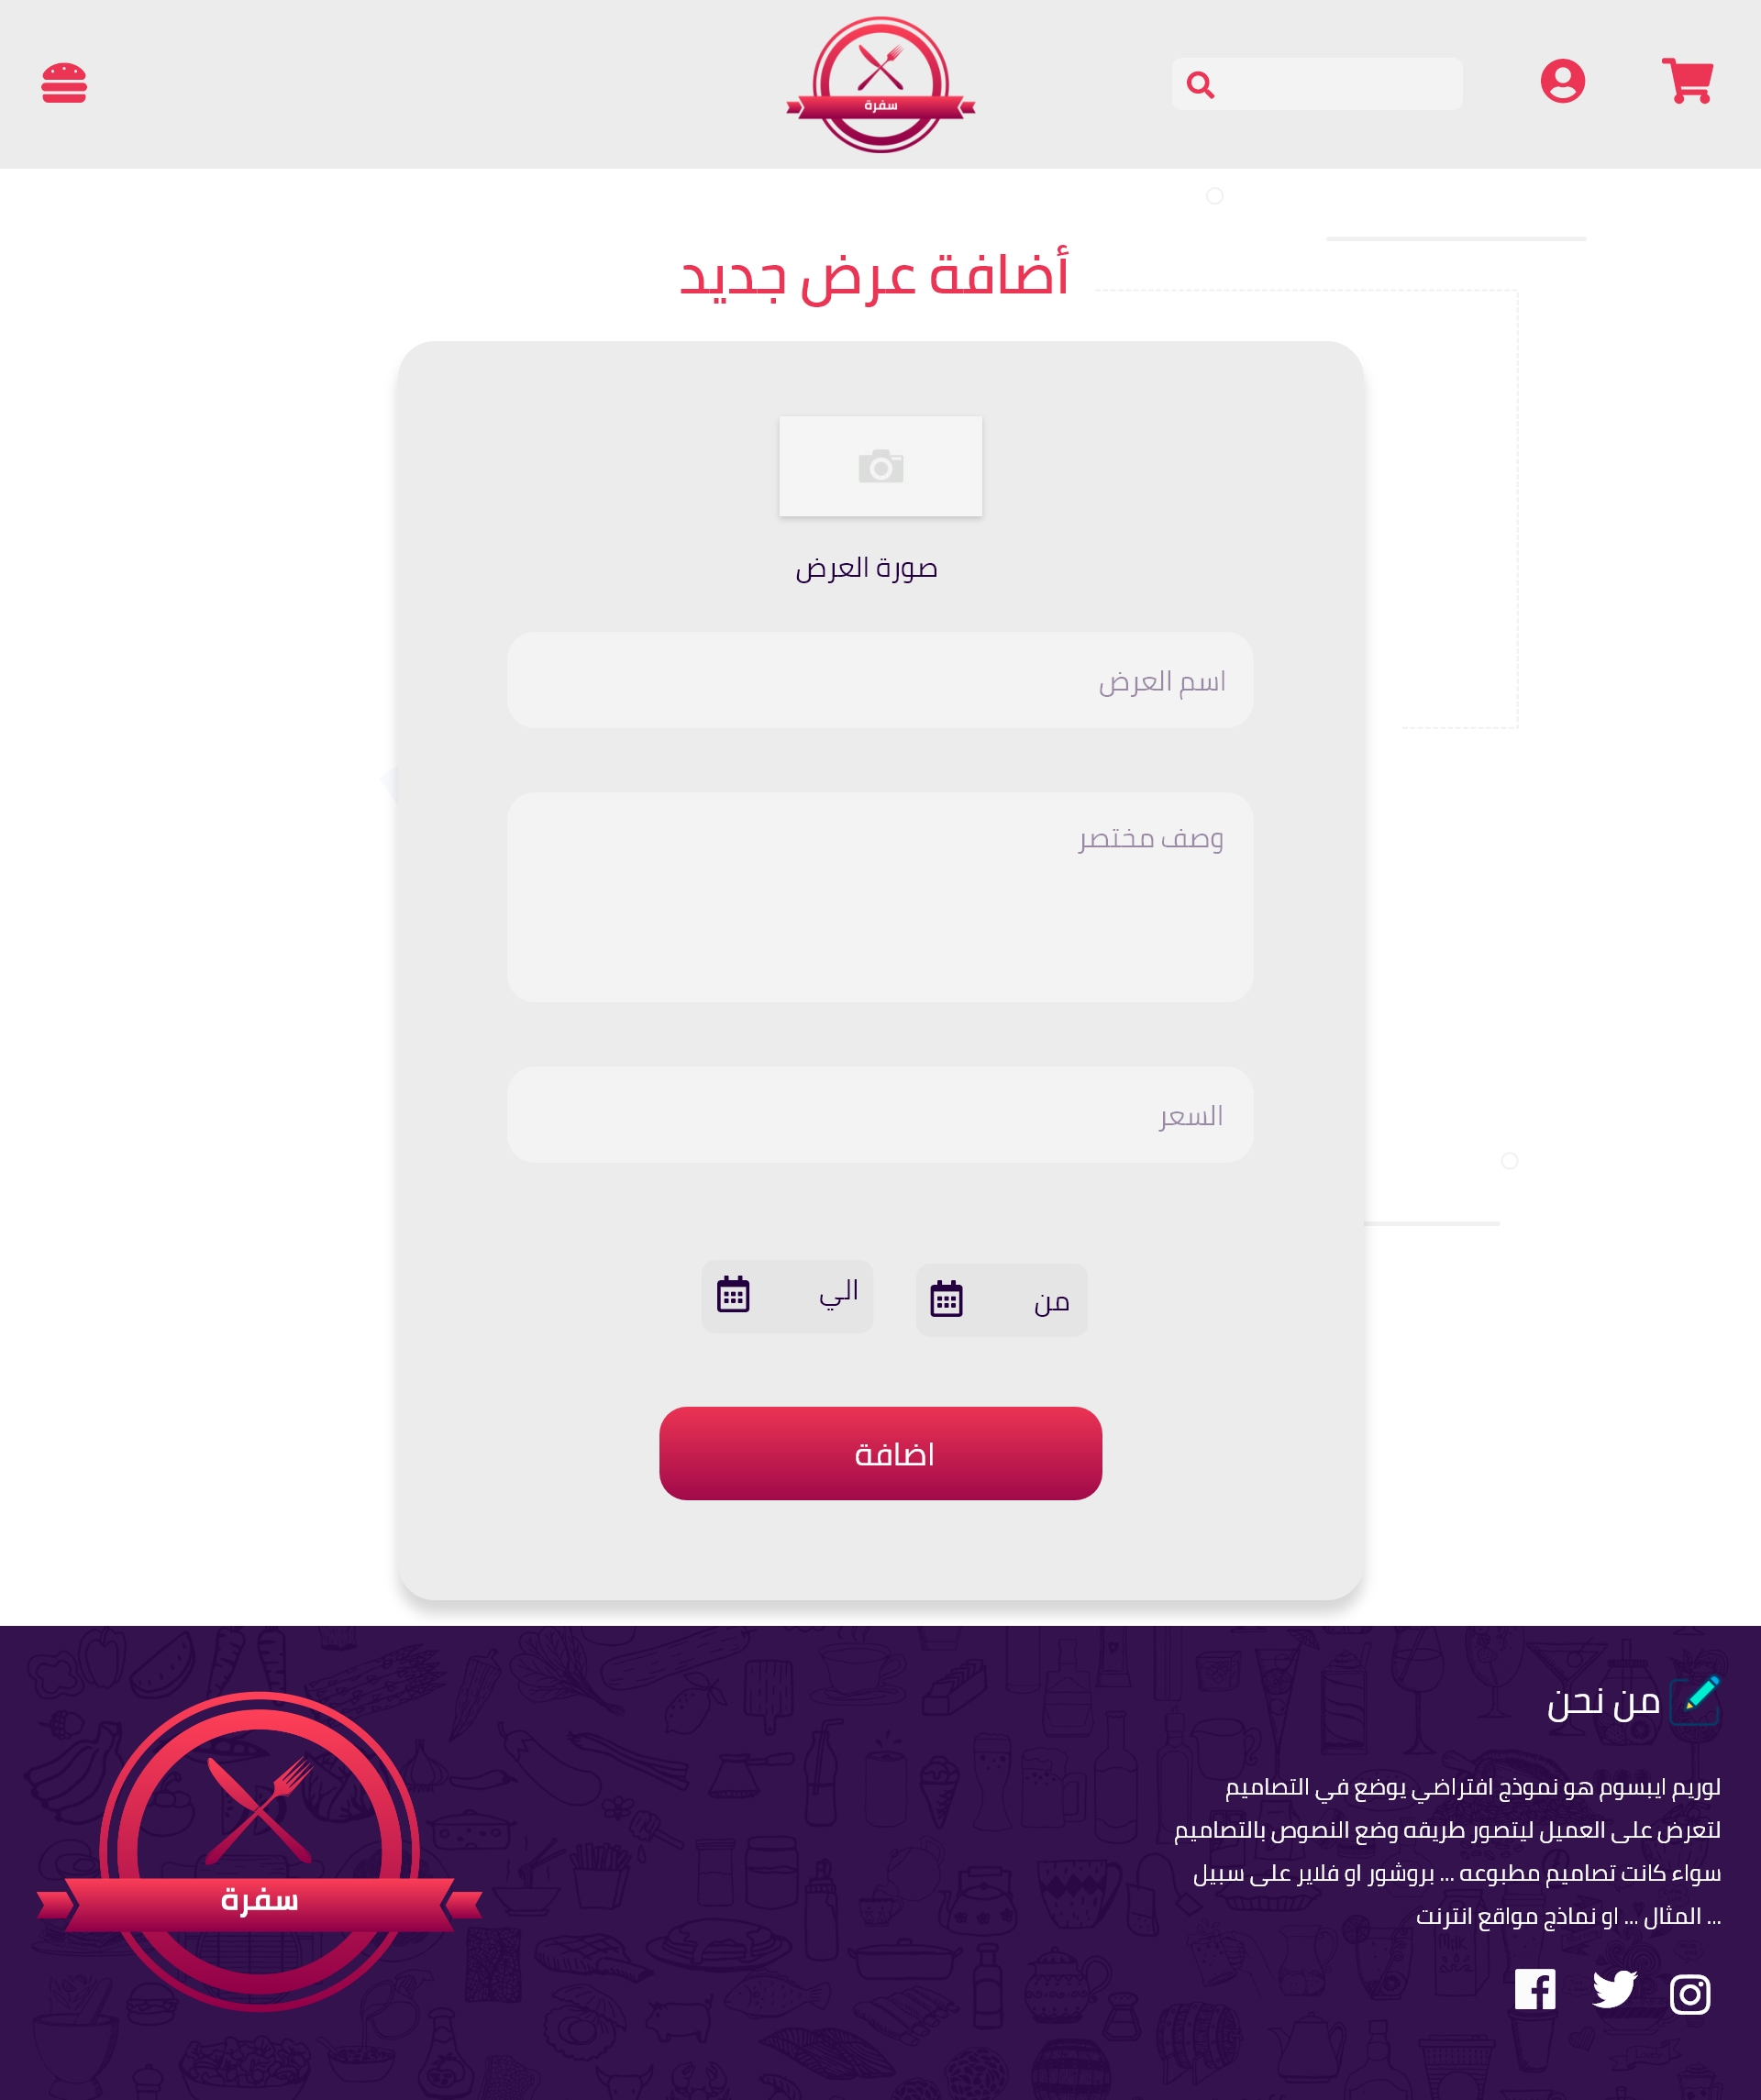 سفرة
أضافة عرض جديد
صورة العرض
اسم العرض
وصف مختصر
السعر
من
الي
اضافة
من نحن
لوريم ايبسوم هو نموذج افتراضي يوضع في التصاميم
لتعرض على العميل ليتصور طريقه وضع النصوص بالتصاميم
سواء كانت تصاميم مطبوعه ... بروشور او فلاير على سبيل
... المثال ... او نماذج مواقع انترنت
سفرة